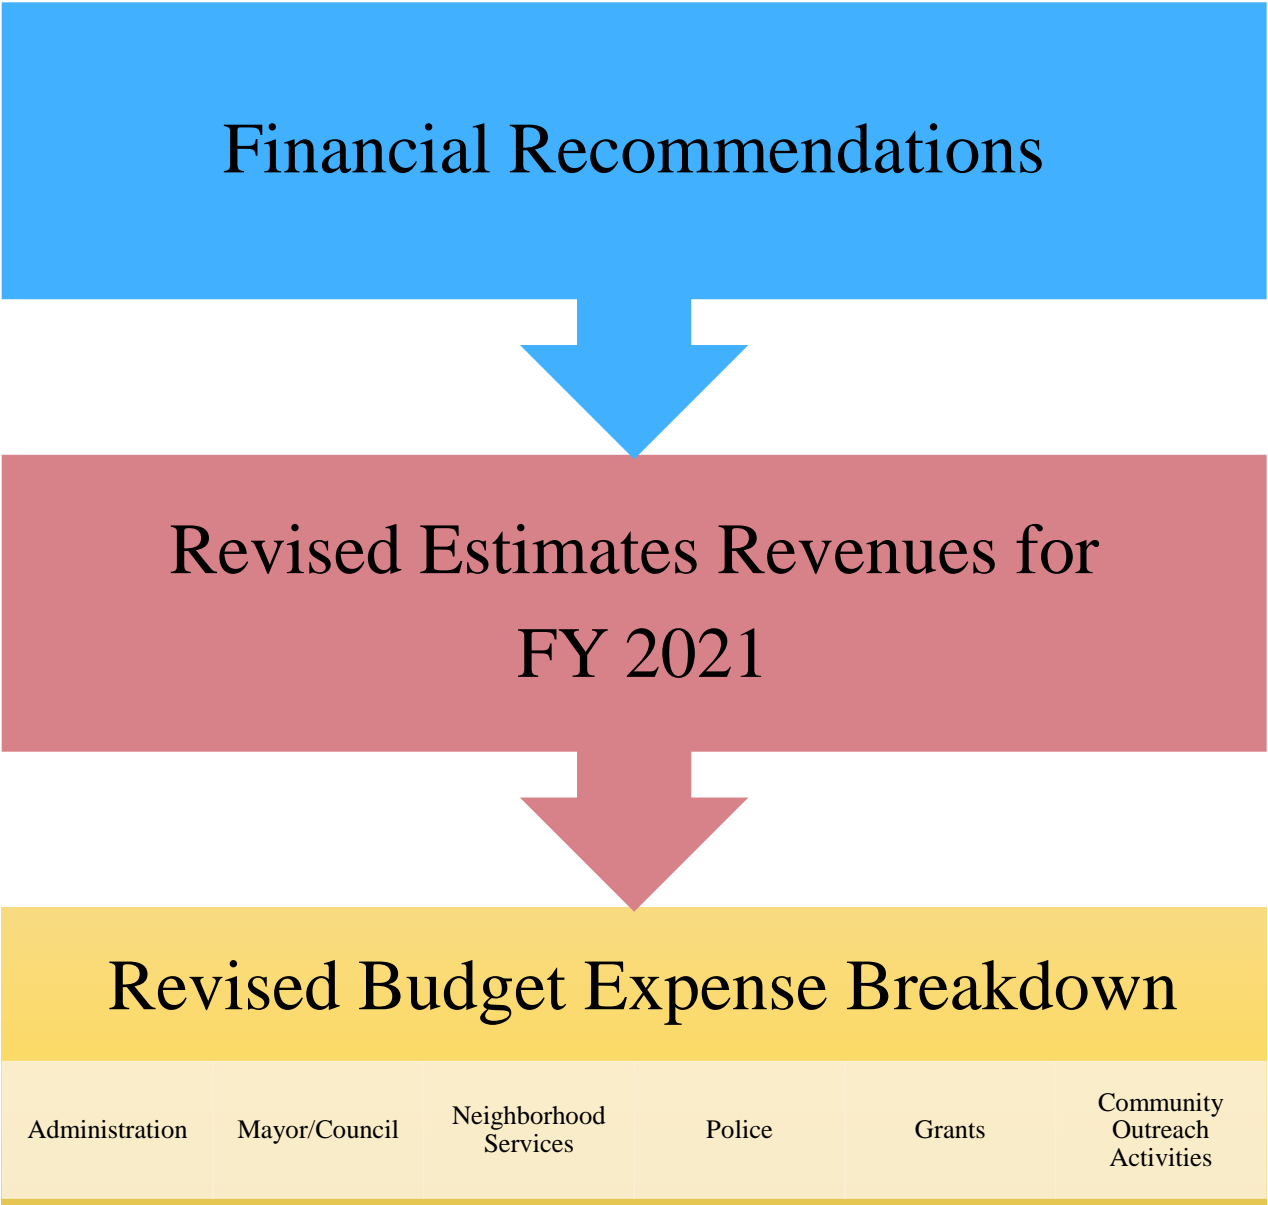 Financial Recommendations
Revised Estimates Revenues for
FY 2021
Revised Budget Expense Breakdown
Administration
Mayor/Council
Neighborhood
Services
Police
Grants
Community
Outreach
Activities